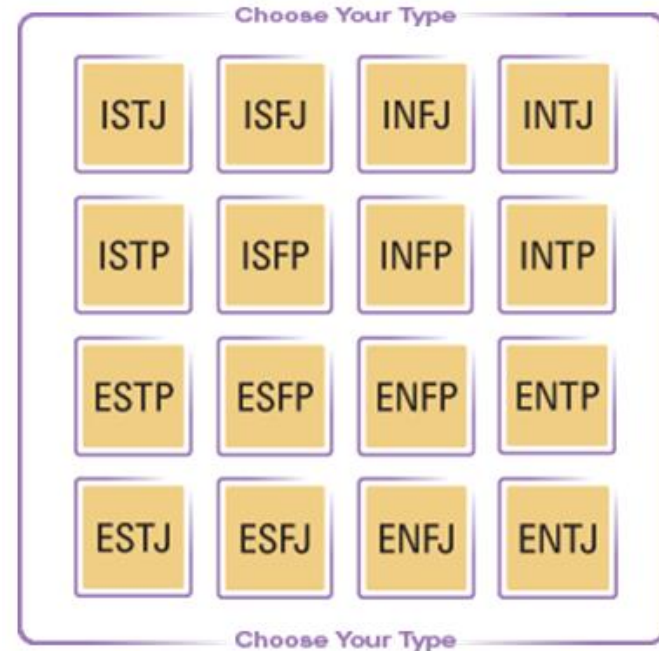 Choose Your Type
ISTJ ISFJ INFJ INTJ
ISTP ISFP INFP INTP
ESTP ESFP ENFP ENTP
ESTJ ESFJ ENFJ ENTJ
Choose Your Type